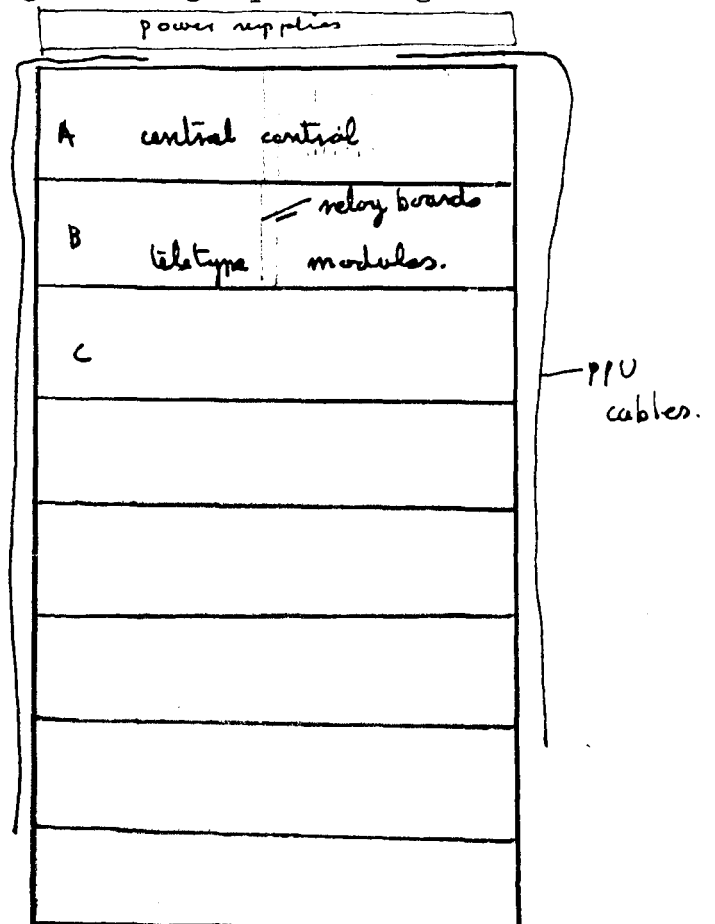 power supplies
A central control
relay boards
B teletype modules.
C
PPU
cables.